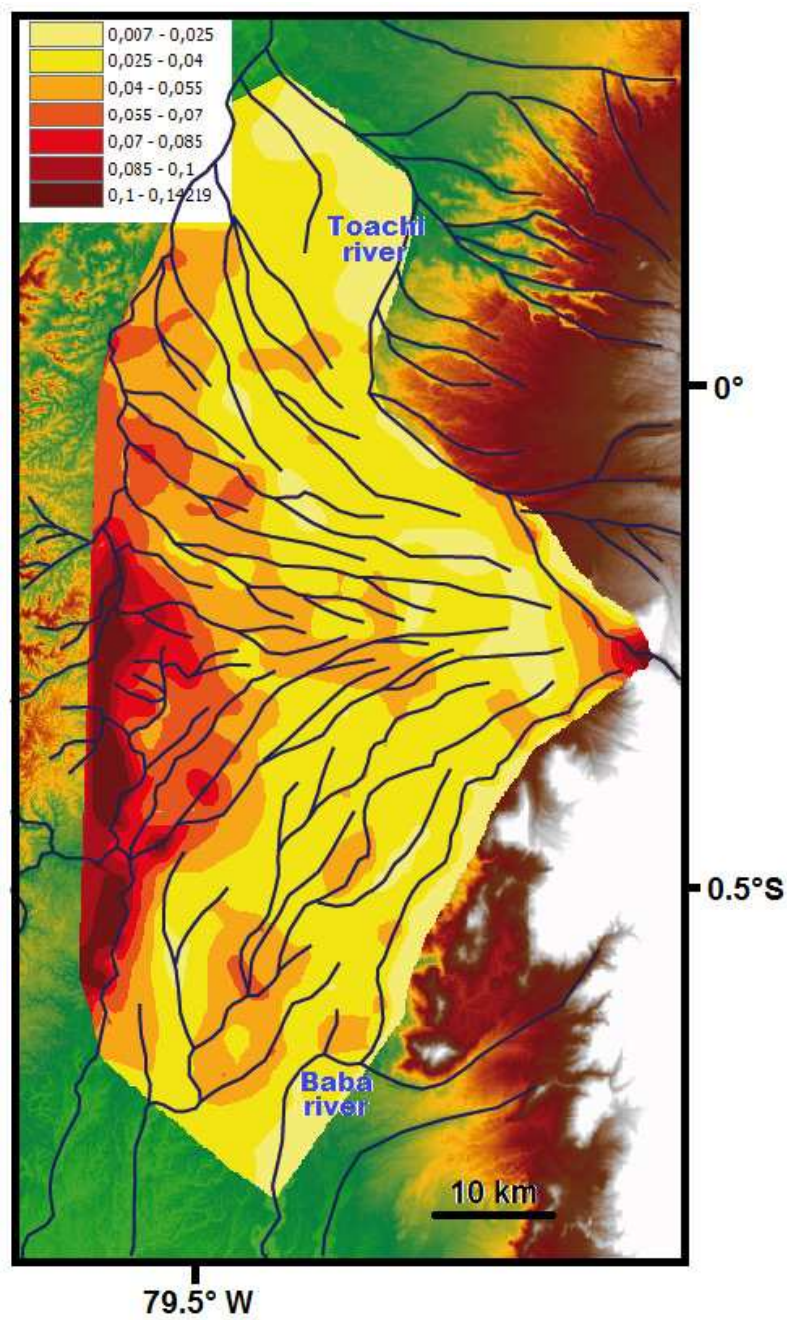 0,007 - 0,025
0,025 - 0,04
0,04 - 0,055
0,055 - 0,07
0,07 - 0,085
0,085 - 0,1
0,1 - 0,14219
Toachi
river
0°
0.5°S
Baba
river
10 km
79.5° W